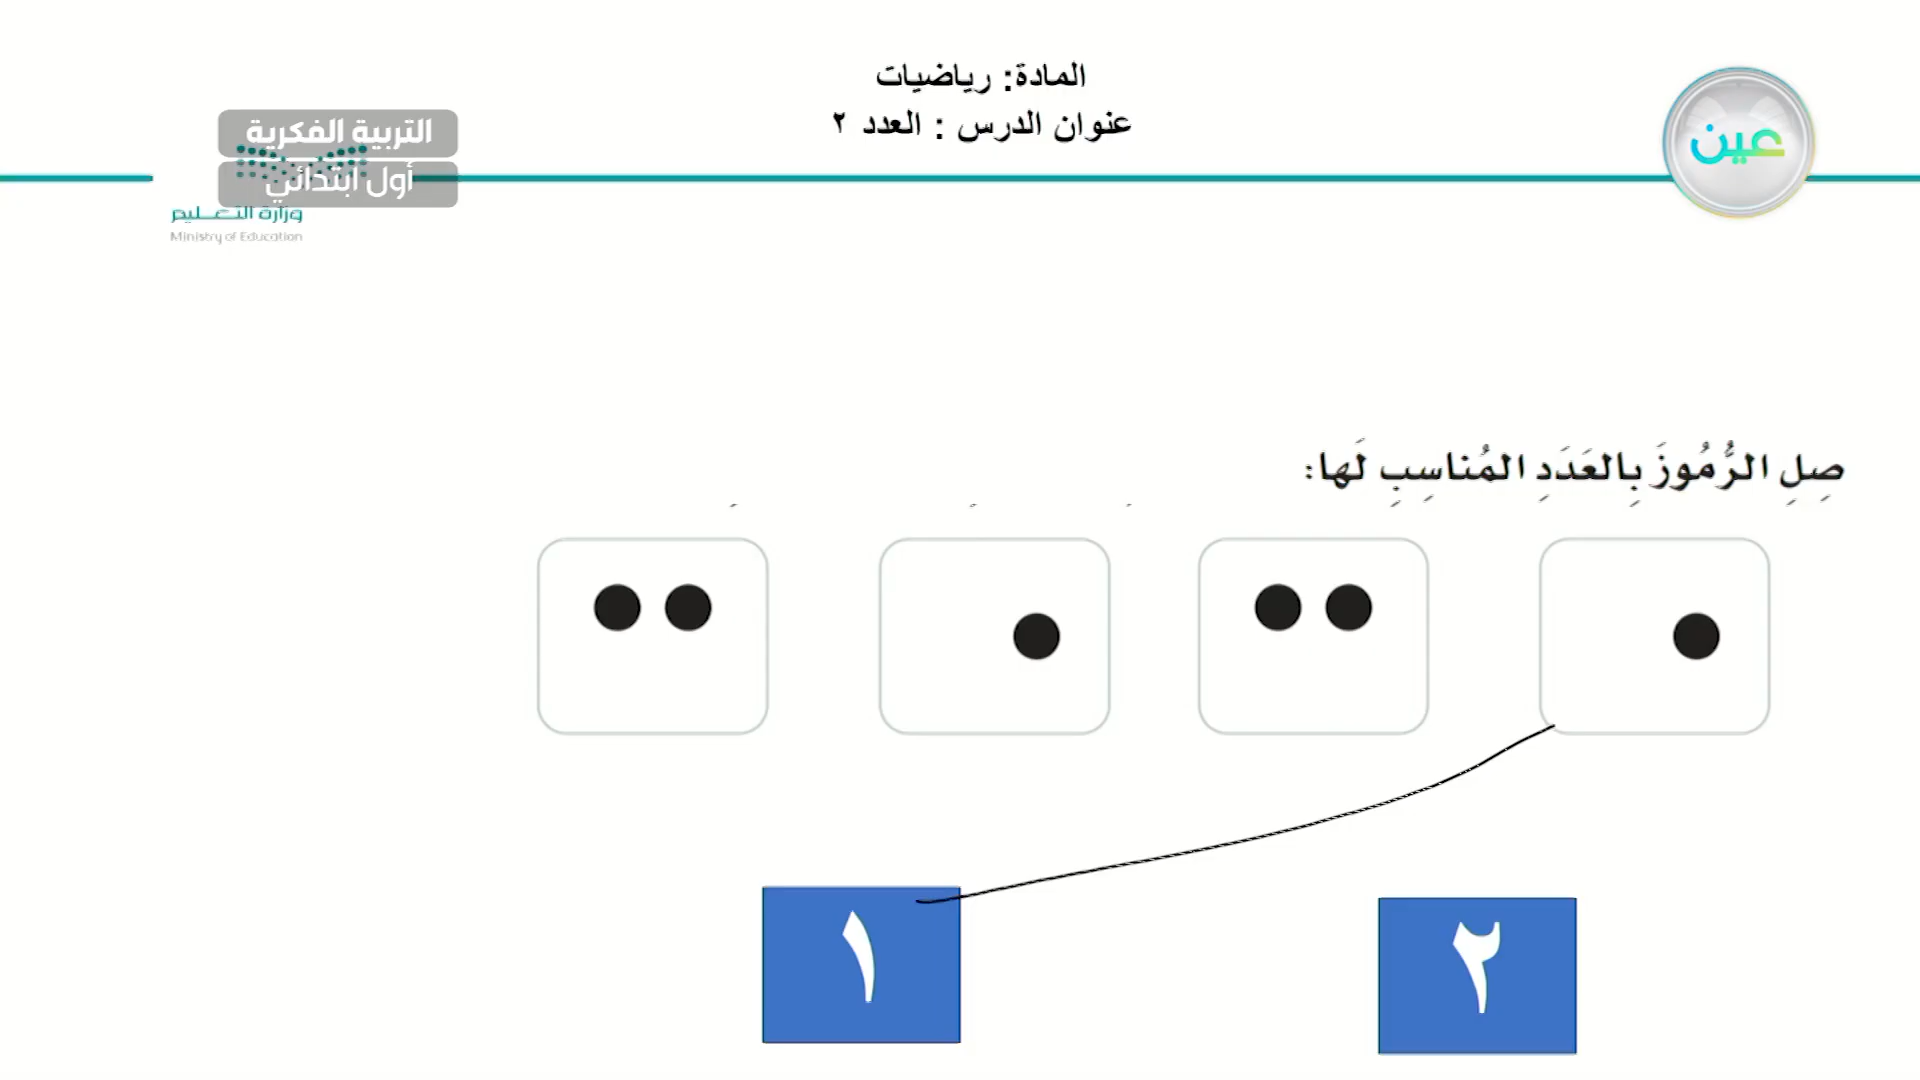 المادة: رياضيات
عنوان الدرس : العدد ٢
عين
التربية الفكرية
أول ابتدائي
وزارة التعليم
Ministry of Education
صِلِ الرُّمُوزَ بِالعَدَدِ المُناسِبِ لَها:
١
٢